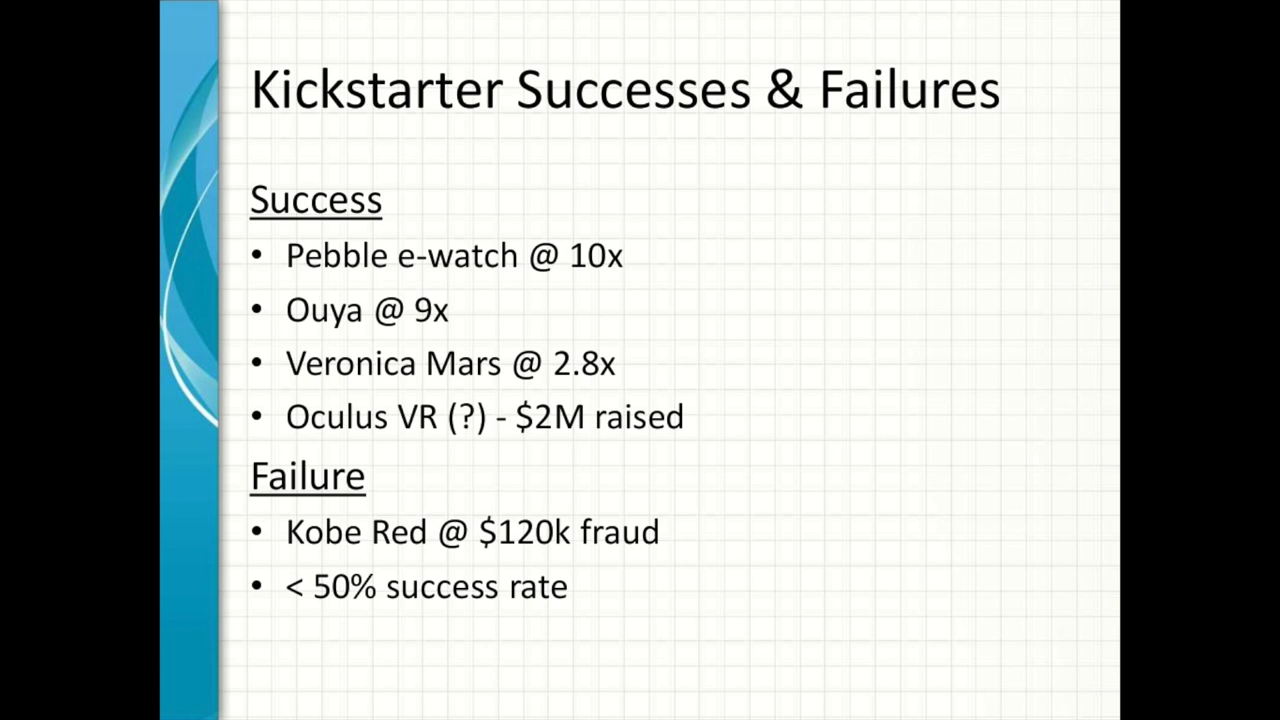 Kickstarter Successes & Failures
Success
• Pebble e-watch @ 10x
• Ouya @ 9x
• Veronica Mars @ 2.8x
• Oculus VR (?) - $2M raised
Failure
• Kobe Red @ $120k fraud
• < 50% success rate